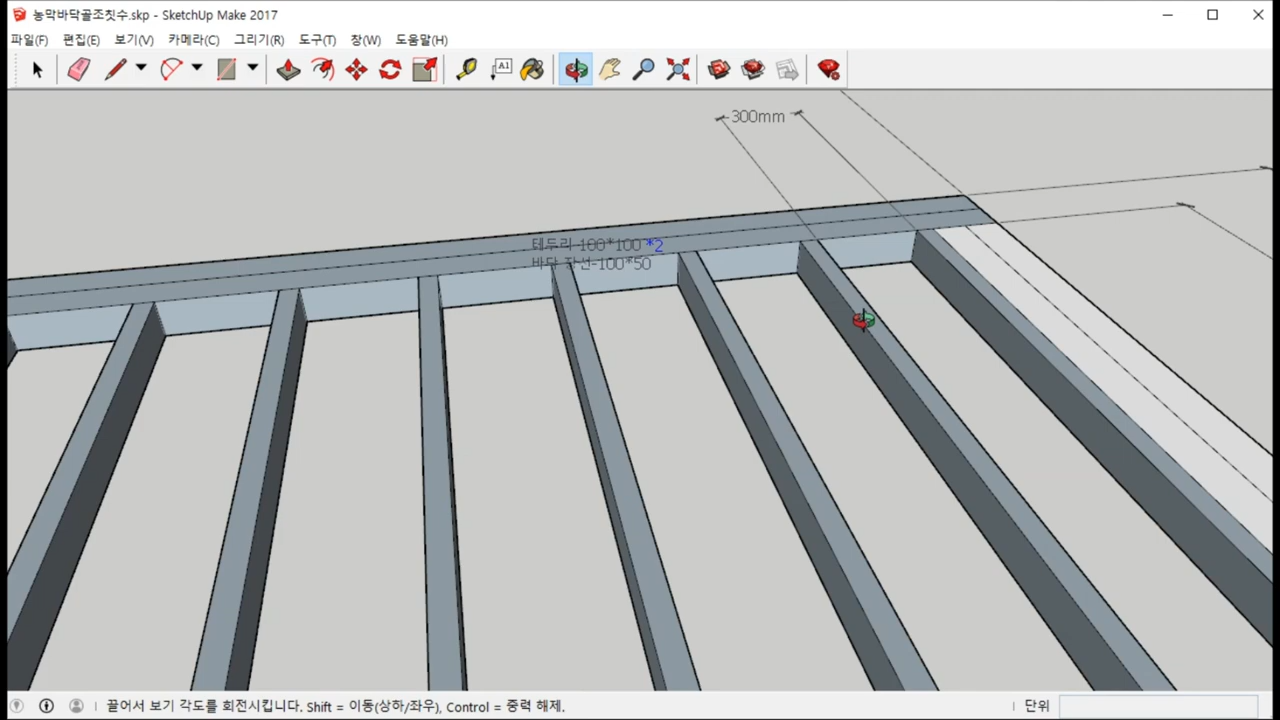 농막바닥골조칫수.skp - SketchUp Make 2017
파일(F) 편집(E) 보기(V) 카메라(C) 그리기(R) 도구(T) 창(W) 도움말(H)
A1
300mm
테두리-100*100 *2
바닥 장선-100*50
끌어서 보기 각도를 회전시킵니다. Shift = 이동(상하/좌우), Control = 중력 해제.
단위